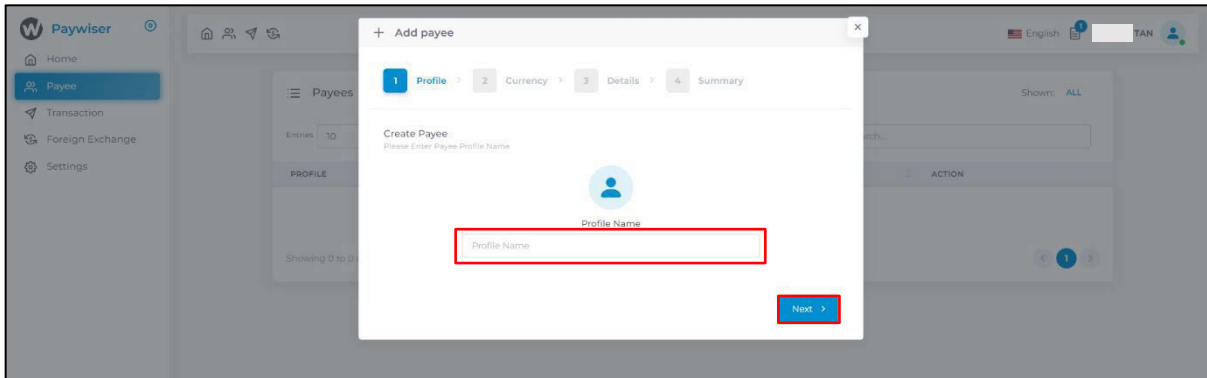 Paywiser
Home
Payee
Transaction
Foreign Exchange
Settings
English
1
TAN
+ Add payee
×
1 Profile > 2 Currency > 3 Details > 4 Summary
Create Payee
Please Enter Payee Profile Name
Profile Name
Profile Name
Next >
Payees
Shown: ALL
Entries 10
PROFILE
ACTION
Showing 0 to 0
< 1 >